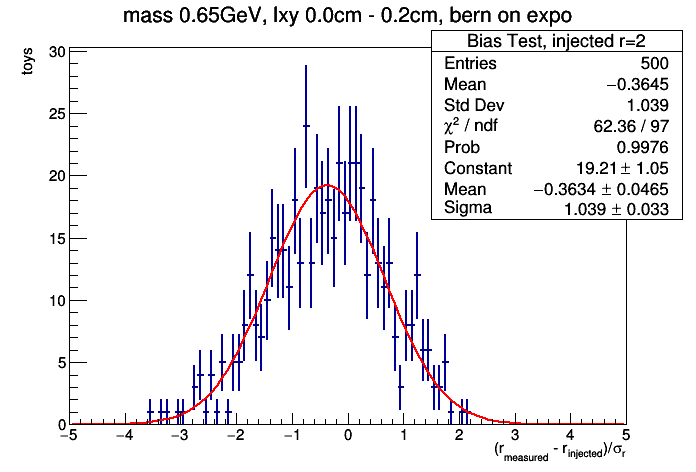 mass 0.65GeV, lxy 0.0cm - 0.2cm, bern on expo
Bias Test, injected r=2
Entries 500
Mean −0.3645
Std Dev 1.039
χ² / ndf 62.36 / 97
Prob 0.9976
Constant 19.21 ± 1.05
Mean −0.3634 ± 0.0465
Sigma 1.039 ± 0.033
toys
30
25
20
15
10
5
0
−5 −4 −3 −2 −1 0 1 2 3 4 5
(r_measured - r_injected)/σ_r